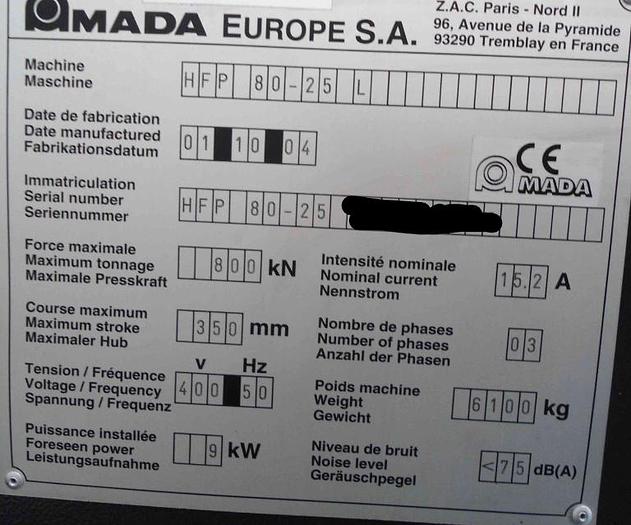 AMADA EUROPE S.A.
Z.A.C. Paris - Nord II
96, Avenue de la Pyramide
93290 Tremblay en France
Machine
Maschine
HFP 80-25 L
Date de fabrication
Date manufactured
Fabrikationsdatum
01 10 04
CE
AMADA
Immatriculation
Serial number
Seriennummer
HFP 80-25
Force maximale
Maximum tonnage
Maximale Presskraft
800 kN
Intensité nominale
Nominal current
Nennstrom
15.2 A
Course maximum
Maximum stroke
Maximaler Hub
350 mm
Nombre de phases
Number of phases
Anzahl der Phasen
03
Tension / Fréquence
Voltage / Frequency
Spannung / Frequenz
V Hz
400 50
Poids machine
Weight
Gewicht
6100 kg
Puissance installée
Foreseen power
Leistungsaufnahme
9 kW
Niveau de bruit
Noise level
Geräuschpegel
<75 dB(A)